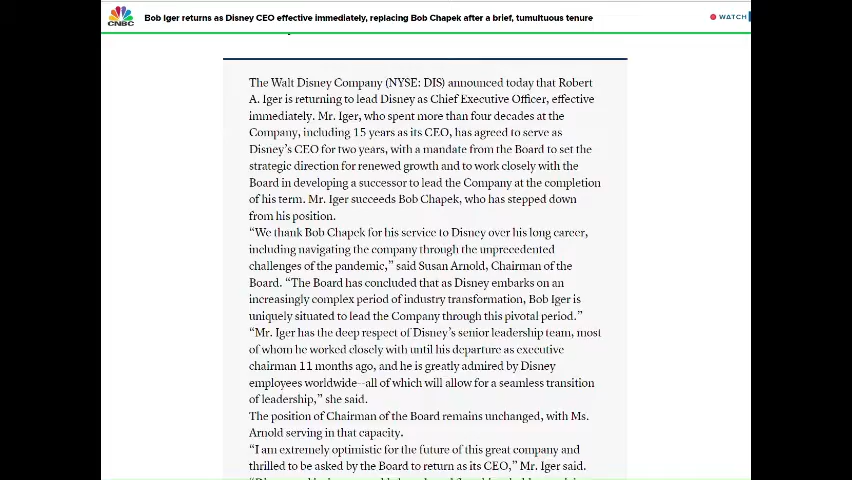 CNBC
Bob Iger returns as Disney CEO effective immediately, replacing Bob Chapek after a brief, tumultuous tenure
WATCH
The Walt Disney Company (NYSE: DIS) announced today that Robert
A. Iger is returning to lead Disney as Chief Executive Officer, effective
immediately. Mr. Iger, who spent more than four decades at the
Company, including 15 years as its CEO, has agreed to serve as
Disney’s CEO for two years, with a mandate from the Board to set the
strategic direction for renewed growth and to work closely with the
Board in developing a successor to lead the Company at the completion
of his term. Mr. Iger succeeds Bob Chapek, who has stepped down
from his position.
“We thank Bob Chapek for his service to Disney over his long career,
including navigating the company through the unprecedented
challenges of the pandemic,” said Susan Arnold, Chairman of the
Board. “The Board has concluded that as Disney embarks on an
increasingly complex period of industry transformation, Bob Iger is
uniquely situated to lead the Company through this pivotal period.”
“Mr. Iger has the deep respect of Disney’s senior leadership team, most
of whom he worked closely with until his departure as executive
chairman 11 months ago, and he is greatly admired by Disney
employees worldwide--all of which will allow for a seamless transition
of leadership,” she said.
The position of Chairman of the Board remains unchanged, with Ms.
Arnold serving in that capacity.
“I am extremely optimistic for the future of this great company and
thrilled to be asked by the Board to return as its CEO,” Mr. Iger said.